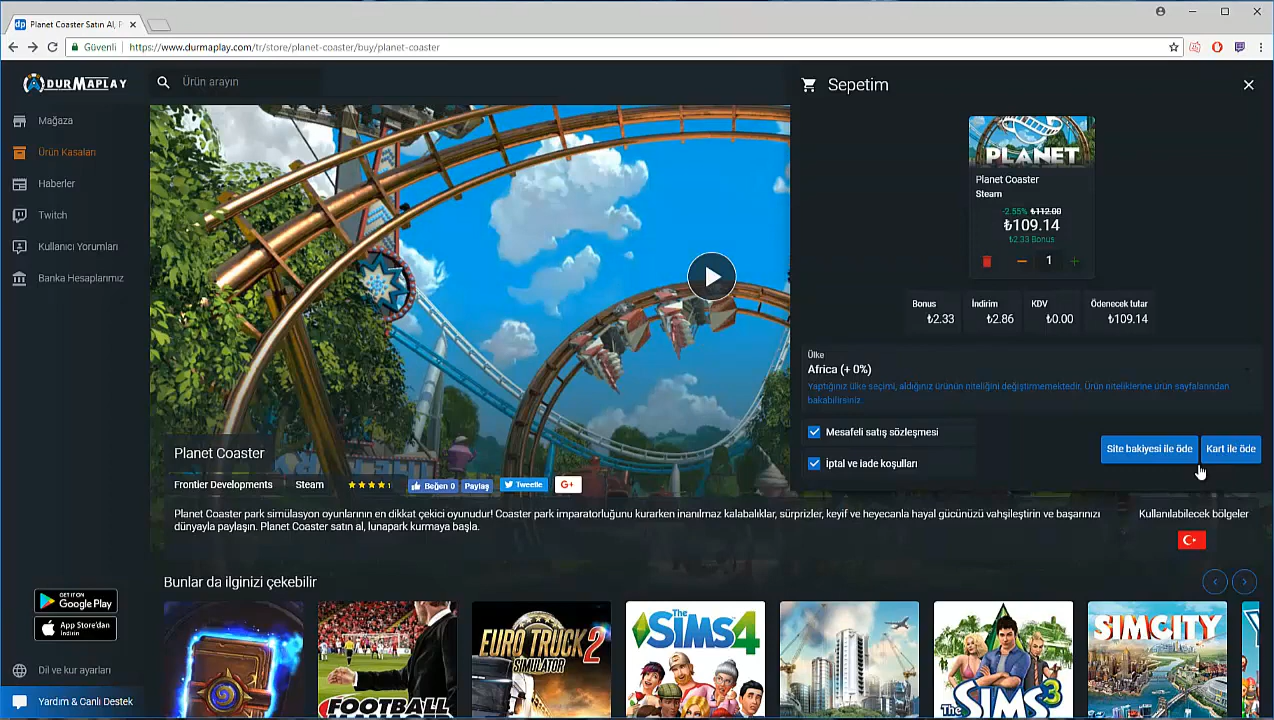 Planet Coaster Satın Al, F
Güvenli
https://www.durmaplay.com/tr/store/planet-coaster/buy/planet-coaster
DURMAPLAY
Ürün arayın
Mağaza
Ürün Kasaları
Haberler
Twitch
Kullanıcı Yorumları
Banka Hesaplarımız
GET IT ON
Google Play
App Store'dan
İndirin
Dil ve kur ayarları
Yardım & Canlı Destek
Sepetim
PLANET
Planet Coaster
Steam
-2.55% ₺112.00
₺109.14
₺2.33 Bonus
1
Bonus
₺2.33
İndirim
₺2.86
KDV
₺0.00
Ödenecek tutar
₺109.14
Ülke
Africa (+ 0%)
Yaptığınız ülke seçimi, aldığınız ürünün niteliğini değiştirmemektedir. Ürün niteliklerine ürün sayfalarından
bakabilirsiniz.
Mesafeli satış sözleşmesi
İptal ve iade koşulları
Site bakiyesi ile öde
Kart ile öde
Planet Coaster
Frontier Developments
Steam
Beğen 0
Paylaş
Tweetle
G+
Planet Coaster park simülasyon oyunlarının en dikkat çekici oyunudur! Coaster park imparatorluğunu kurarken inanılmaz kalabalıklar, sürprizler, keyif ve heyecanla hayal gücünüzü vahşileştirin ve başarınızı
dünyayla paylaşın. Planet Coaster satın al, lunapark kurmaya başla.
Kullanılabilecek bölgeler
Bunlar da ilginizi çekebilir
FOOTBALL
EURO TRUCK 2
SIMULATOR
The SIMS 4
THE SIMS 3
SIMCITY